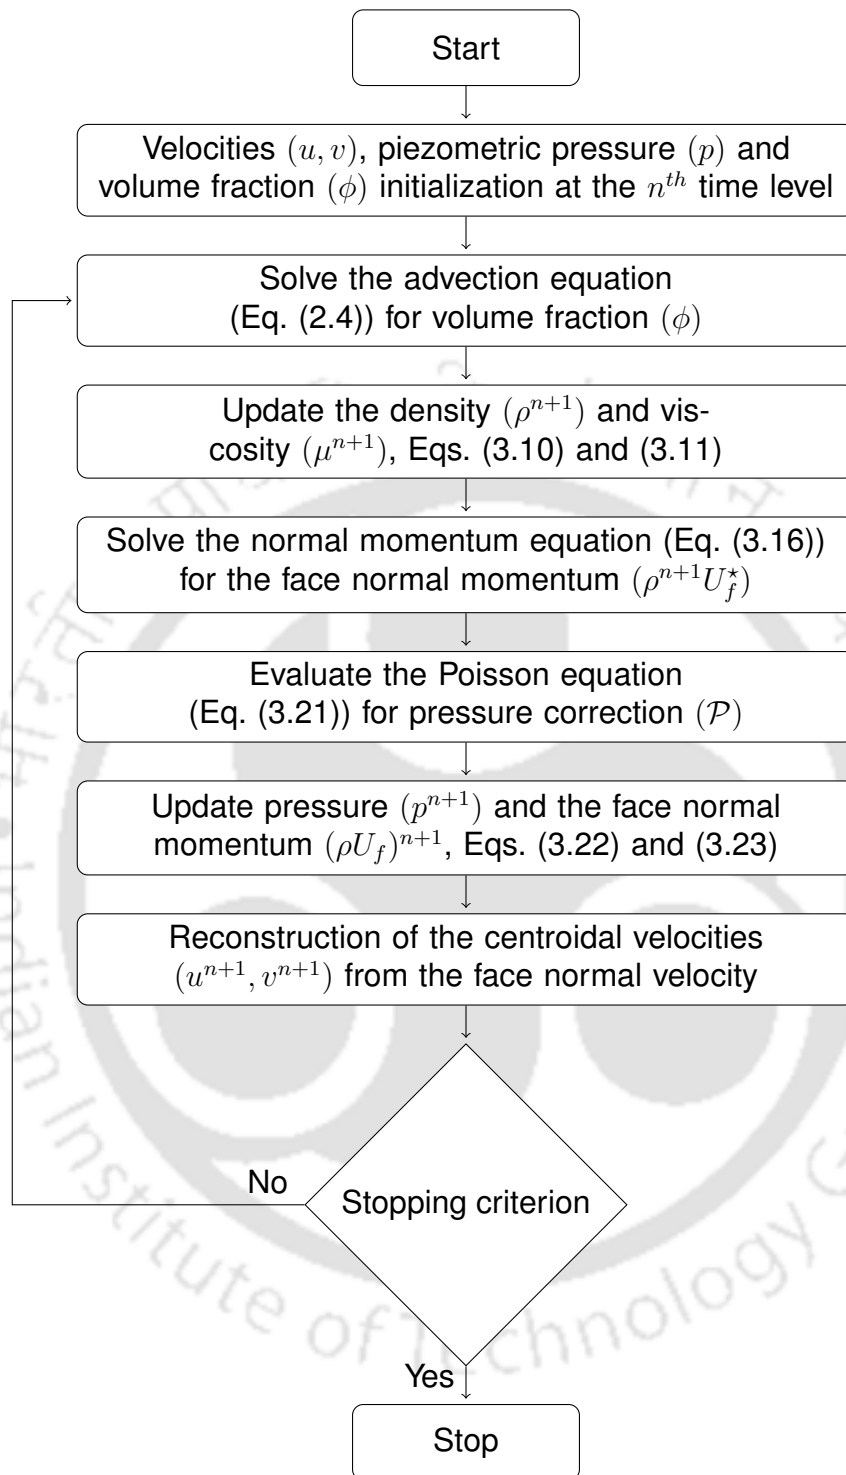 Start
Velocities (u, v), piezometric pressure (p) and
volume fraction (ϕ) initialization at the n^{th} time level
Solve the advection equation
(Eq. (2.4)) for volume fraction (ϕ)
Update the density (ρ^{n+1}) and vis-
cosity (μ^{n+1}), Eqs. (3.10) and (3.11)
Solve the normal momentum equation (Eq. (3.16))
for the face normal momentum (ρ^{n+1}U_f^⋆)
Evaluate the Poisson equation
(Eq. (3.21)) for pressure correction (𝒫)
Update pressure (p^{n+1}) and the face normal
momentum (ρU_f)^{n+1}, Eqs. (3.22) and (3.23)
Reconstruction of the centroidal velocities
(u^{n+1}, v^{n+1}) from the face normal velocity
No
Stopping criterion
Yes
Stop
Indian Institute of Technology G